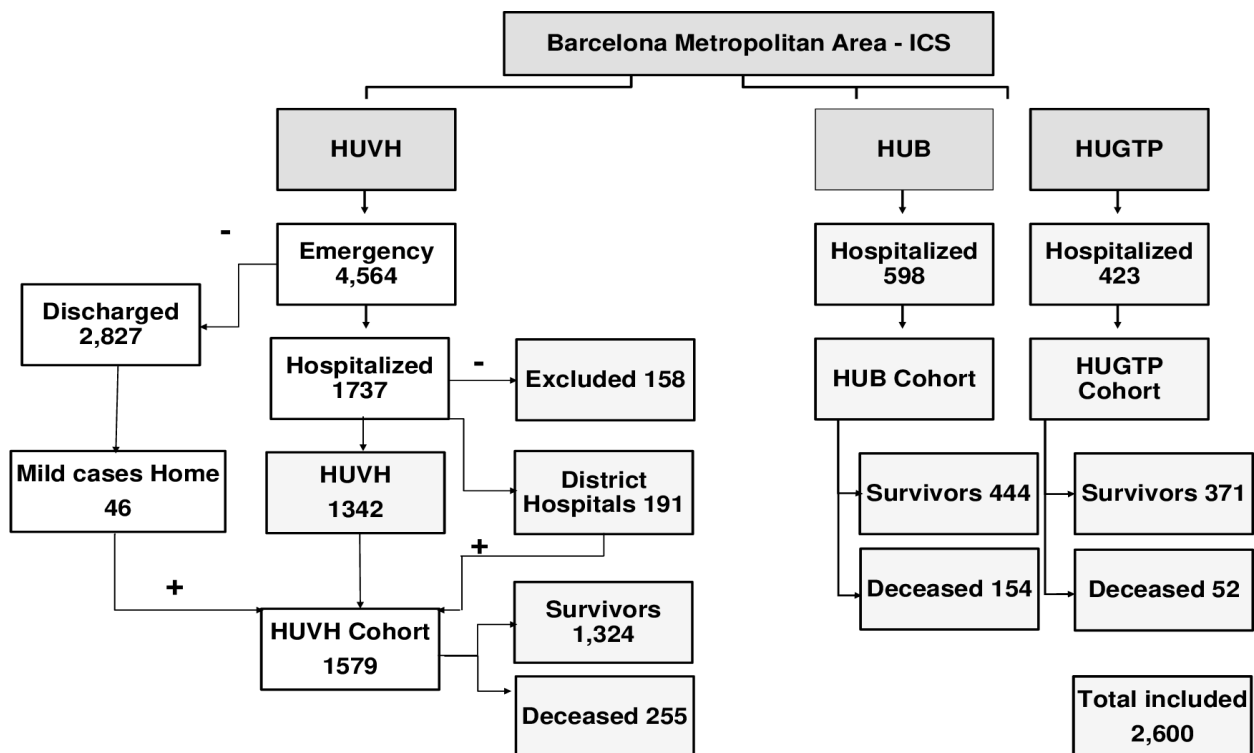 Barcelona Metropolitan Area - ICS
HUVH
HUB
HUGTP
-
Emergency
4,564
Hospitalized
598
Hospitalized
423
Discharged
2,827
Hospitalized
1737
-
Excluded 158
HUB Cohort
HUGTP
Cohort
Mild cases Home
46
HUVH
1342
District
Hospitals 191
Survivors 444
Survivors 371
+
+
Deceased 154
Deceased 52
HUVH Cohort
1579
Survivors
1,324
Deceased 255
Total included
2,600